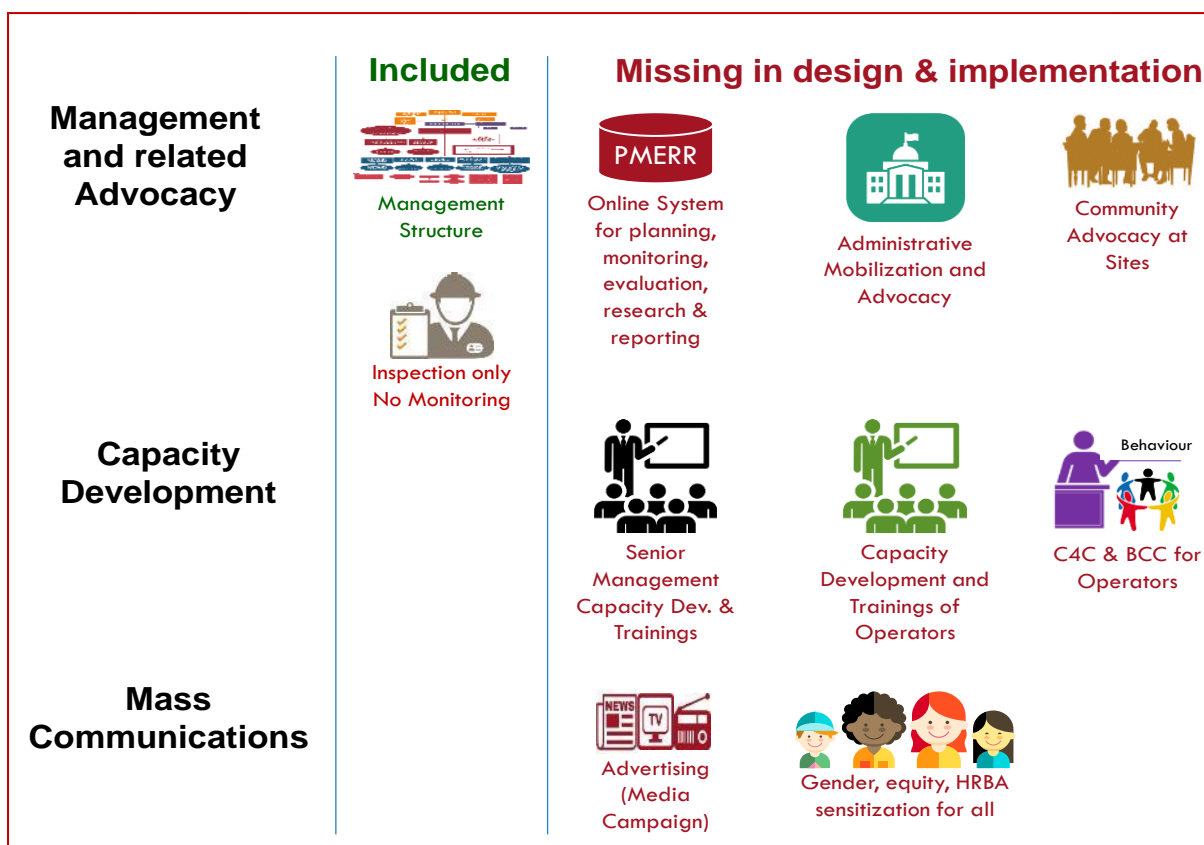 Included
Missing in design & implementation
Management
and related
Advocacy
Management
Structure
Inspection only
No Monitoring
PMERR
Online System
for planning,
monitoring,
evaluation,
research &
reporting
Administrative
Mobilization and
Advocacy
Community
Advocacy at
Sites
Capacity
Development
Senior
Management
Capacity Dev. &
Trainings
Capacity
Development and
Trainings of
Operators
Behaviour
C4C & BCC for
Operators
Mass
Communications
NEWS
TV
Advertising
(Media
Campaign)
Gender, equity, HRBA
sensitization for all